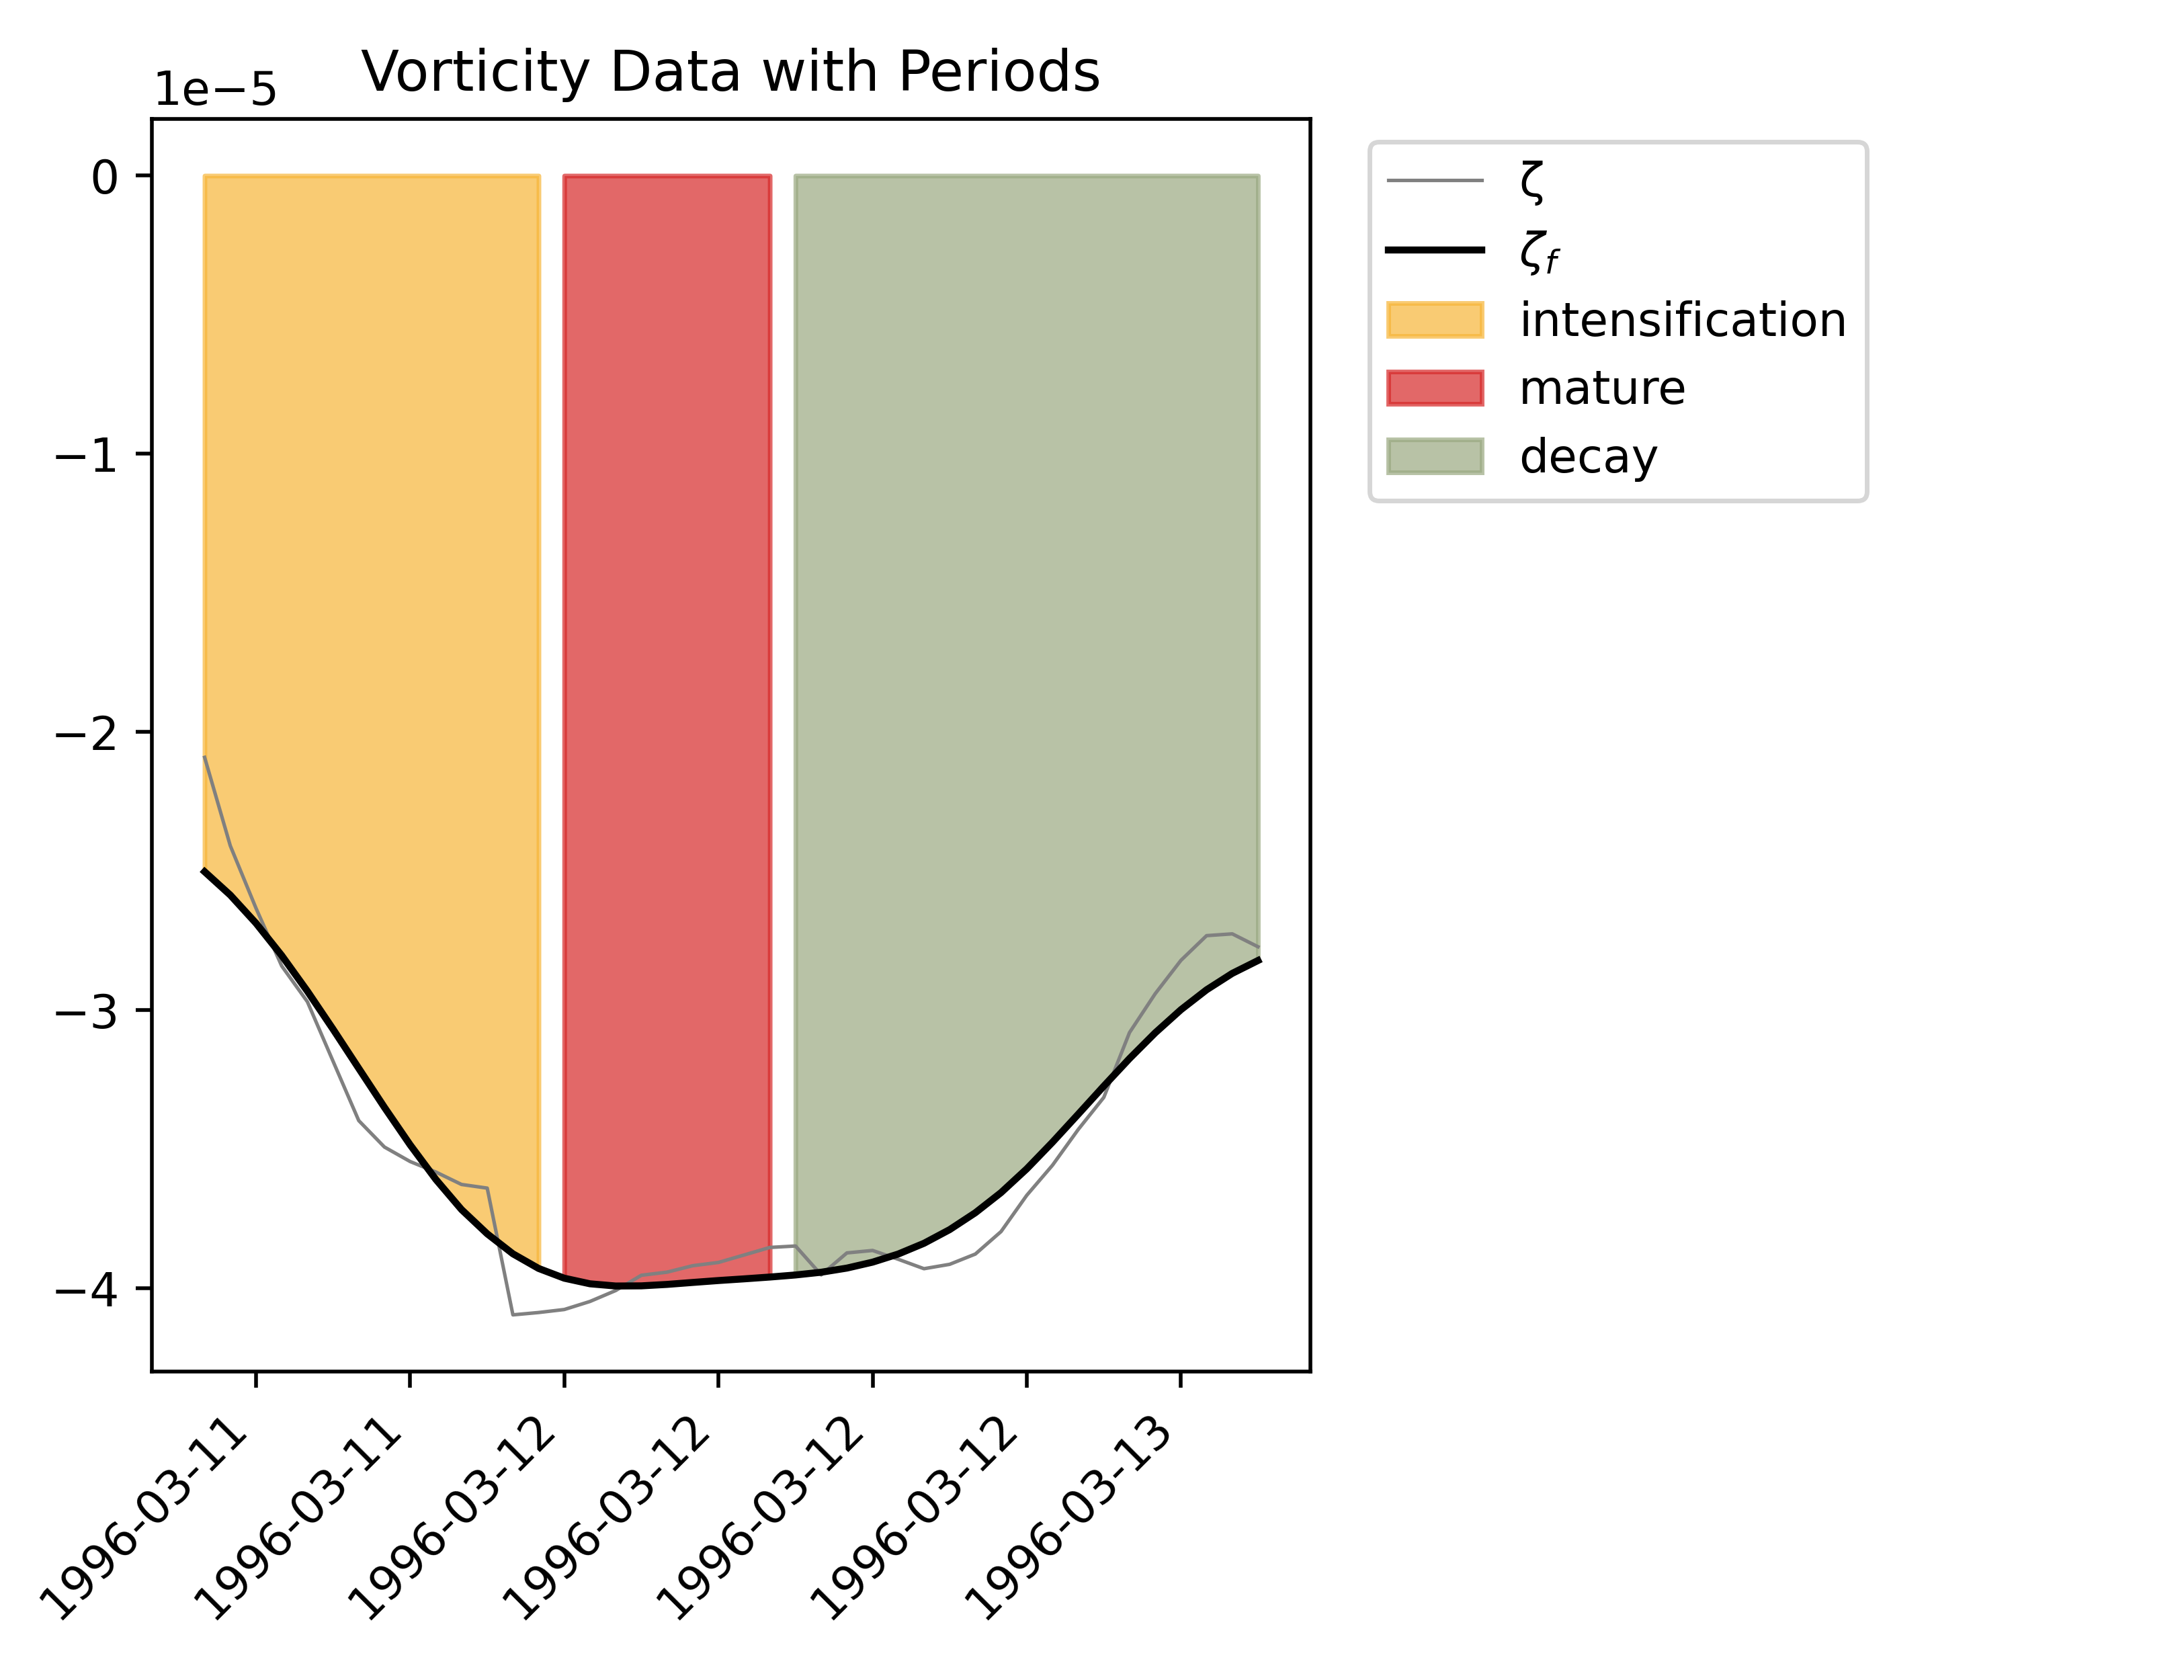 Vorticity Data with Periods
1e−5
0
−1
−2
−3
−4
1996-03-11
1996-03-11
1996-03-12
1996-03-12
1996-03-12
1996-03-12
1996-03-13
ζ
ζf
intensification
mature
decay